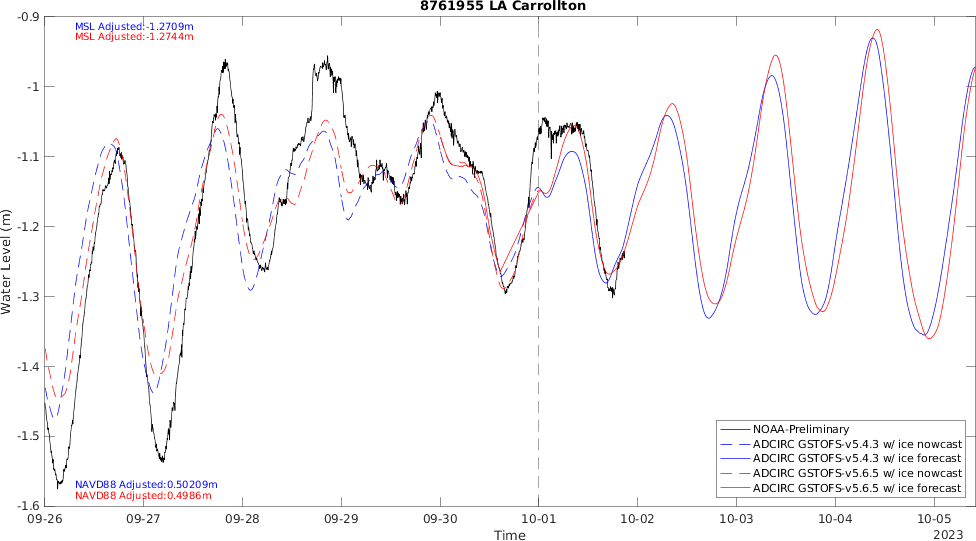 8761955 LA Carrollton
MSL Adjusted:-1.2709m
MSL Adjusted:-1.2744m
-0.9
-1
-1.1
-1.2
-1.3
-1.4
-1.5
-1.6
Water Level (m)
NAVD88 Adjusted:0.50209m
NAVD88 Adjusted:0.4986m
NOAA-Preliminary
ADCIRC GSTOFS-v5.4.3 w/ ice nowcast
ADCIRC GSTOFS-v5.4.3 w/ ice forecast
ADCIRC GSTOFS-v5.6.5 w/ ice nowcast
ADCIRC GSTOFS-v5.6.5 w/ ice forecast
09-26 09-27 09-28 09-29 09-30 10-01 10-02 10-03 10-04 10-05
Time
2023